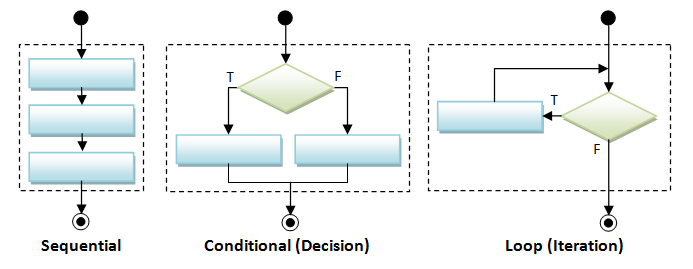 T
F
T
F
Sequential
Conditional (Decision)
Loop (Iteration)